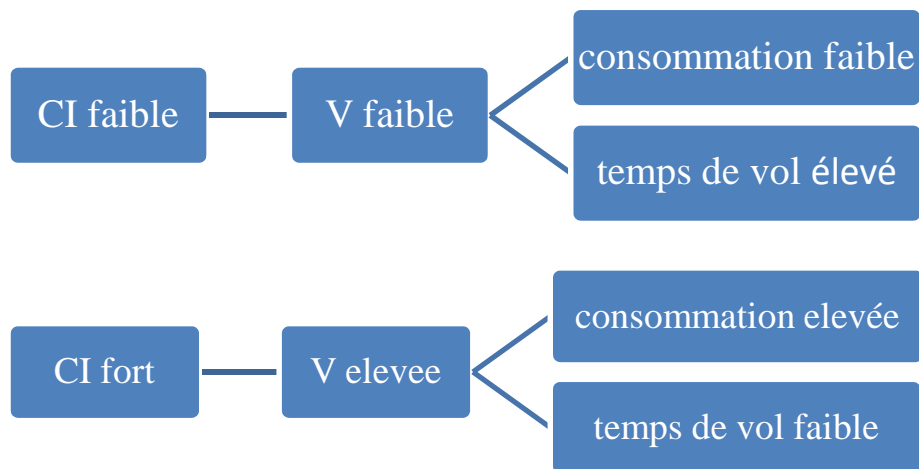 CI faible
V faible
consommation faible
temps de vol élevé
CI fort
V elevee
consommation elevée
temps de vol faible